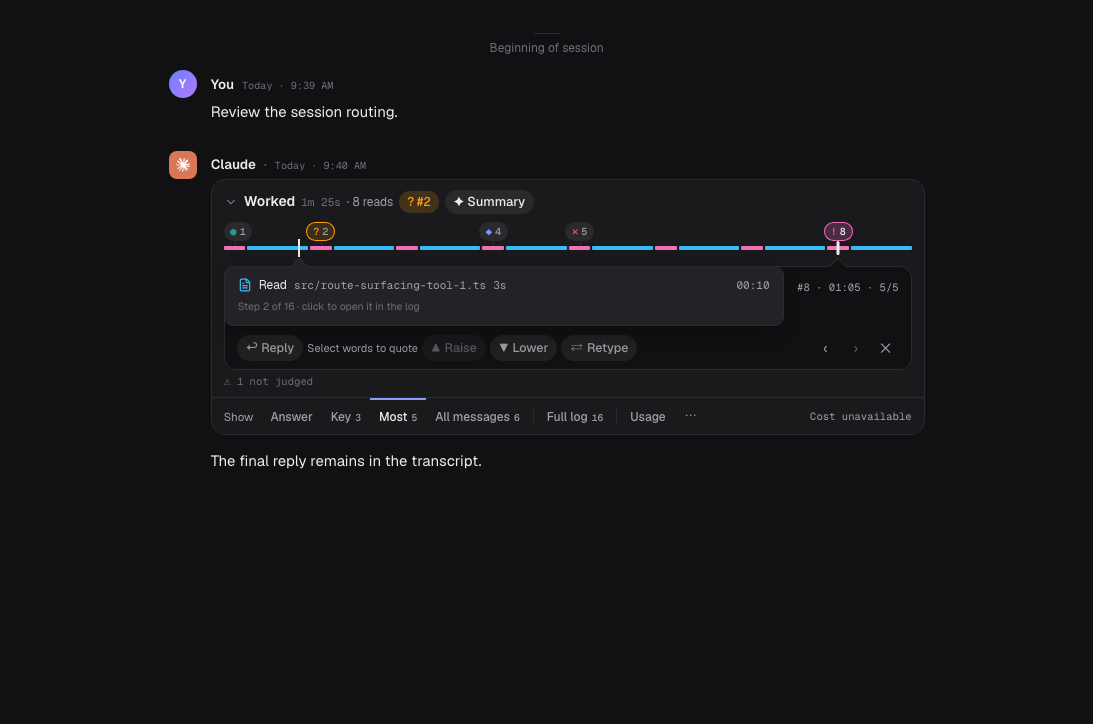 Beginning of session
Y You Today · 9:39 AM
Review the session routing.
Claude · Today · 9:40 AM
Worked 1m 25s · 8 reads ? #2 ✦ Summary
1 ? 2 ◆ 4 × 5 ! 8
Read src/route-surfacing-tool-1.ts 3s 00:10
#8 · 01:05 · 5/5
Step 2 of 16 · click to open it in the log
↩ Reply Select words to quote ▲ Raise ▼ Lower ⇄ Retype ‹ › ×
⚠ 1 not judged
Show Answer Key 3 Most 5 All messages 6 Full log 16 Usage ··· Cost unavailable
The final reply remains in the transcript.